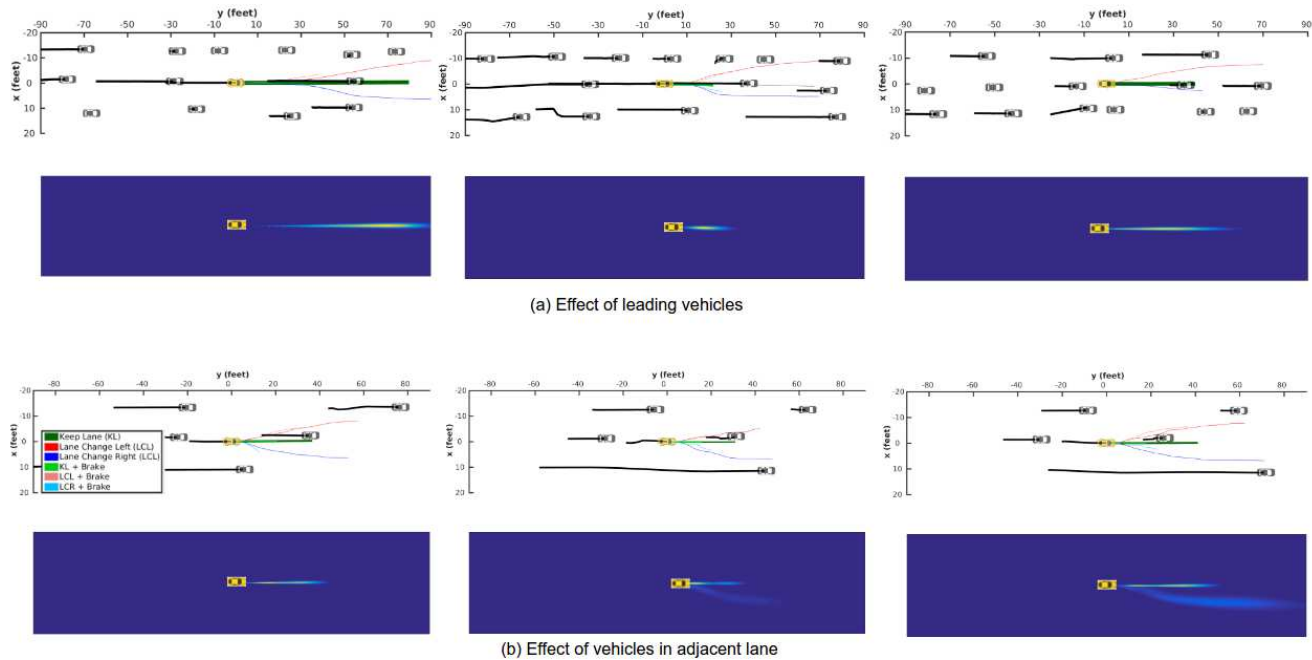 y (feet)
-90 -70 -50 -30 -10 10 30 50 70 90
-20
-10
0
10
20
x (feet)
y (feet)
-90 -70 -50 -30 -10 10 30 50 70 90
-20
-10
0
10
20
x (feet)
y (feet)
-90 -70 -50 -30 -10 10 30 50 70 90
-20
-10
0
10
20
x (feet)
(a) Effect of leading vehicles
y (feet)
-80 -60 -40 -20 0 20 40 60 80
-20
-10
0
10
20
x (feet)
Keep Lane (KL)
Lane Change Left (LCL)
Lane Change Right (LCL)
KL + Brake
LCL + Brake
LCR + Brake
y (feet)
-80 -60 -40 -20 0 20 40 60 80
-20
-10
0
10
20
x (feet)
y (feet)
-80 -60 -40 -20 0 20 40 60 80
-20
-10
0
10
20
x (feet)
(b) Effect of vehicles in adjacent lane